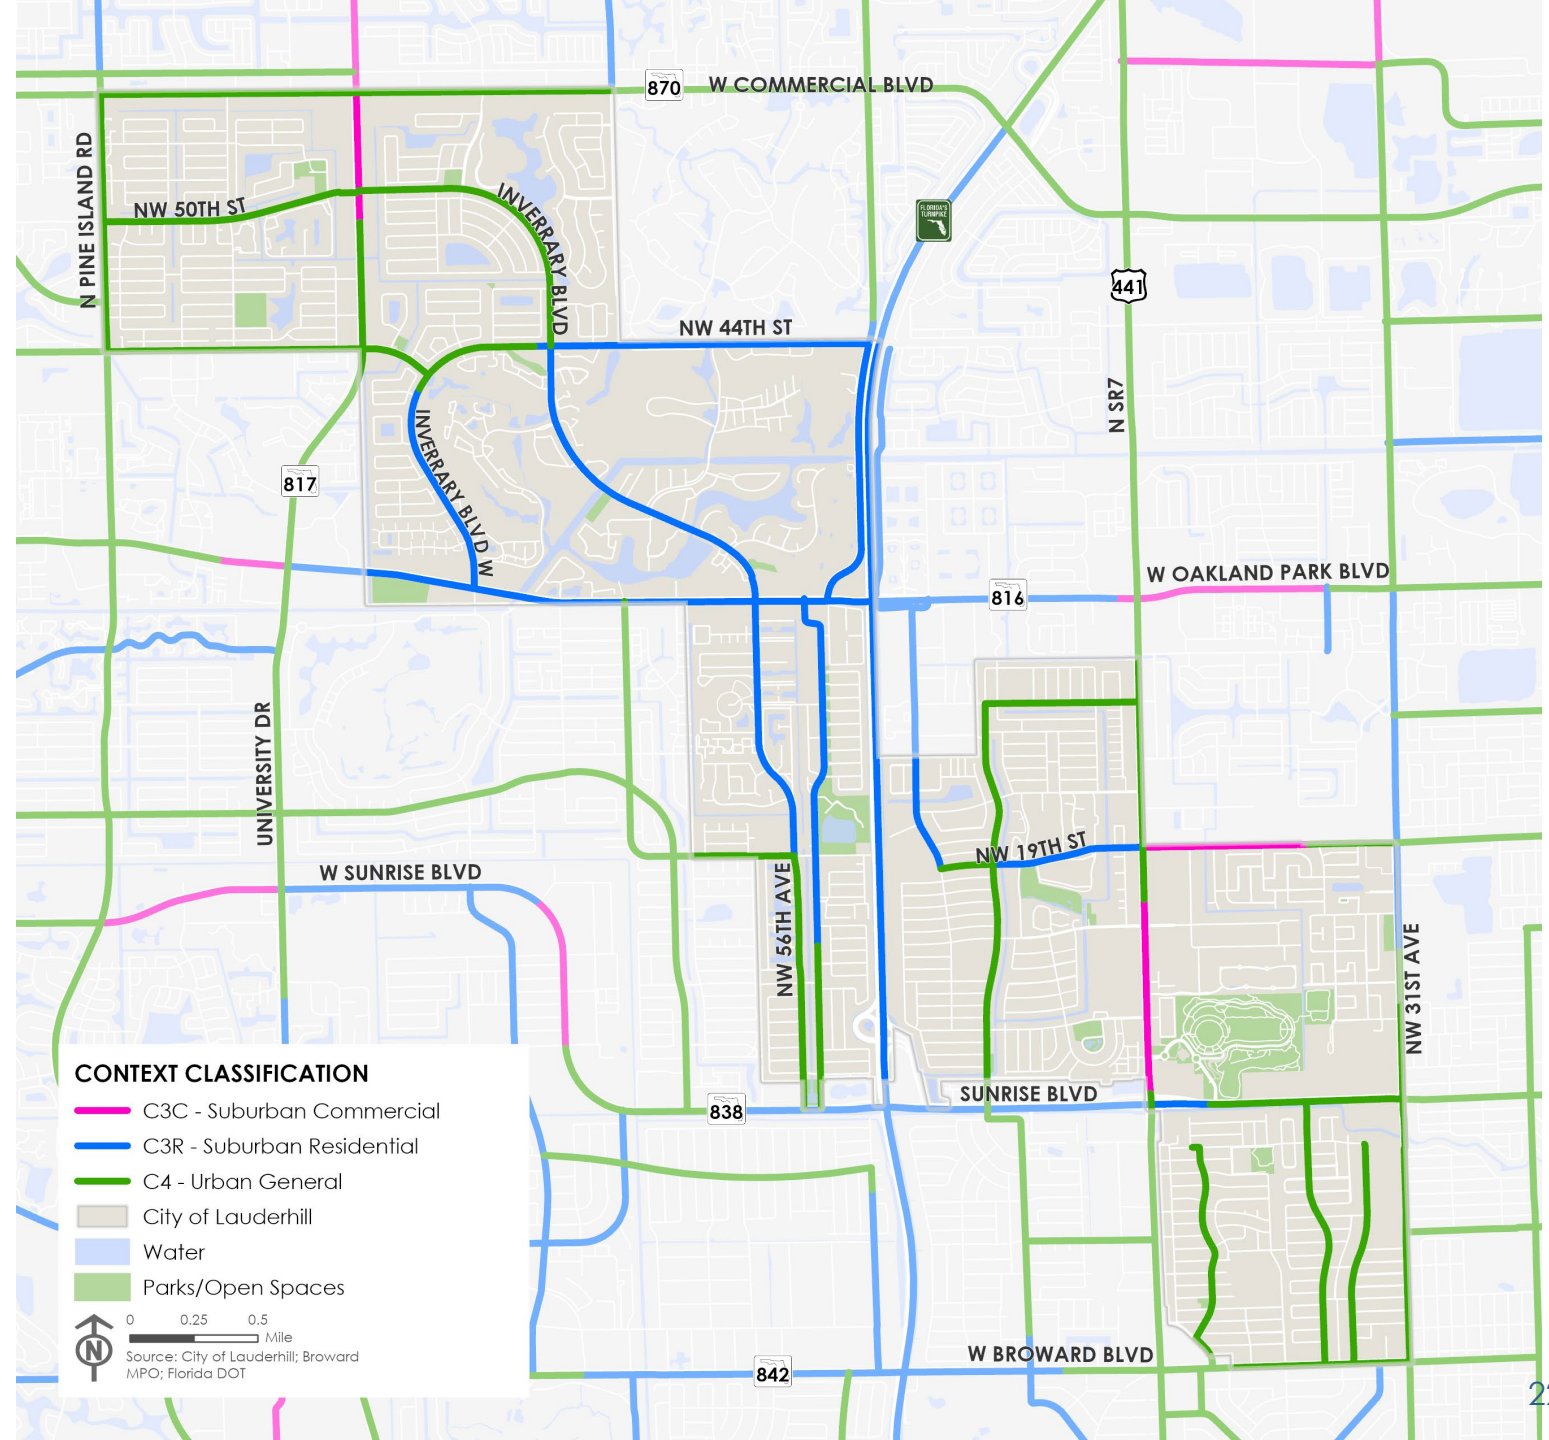 870
W COMMERCIAL BLVD
N PINE ISLAND RD
NW 50TH ST
INVERRARY BLVD
FLORIDA'S
TURNPIKE
441
NW 44TH ST
N SR7
INVERRARY BLVD W
817
W OAKLAND PARK BLVD
816
UNIVERSITY DR
NW 19TH ST
W SUNRISE BLVD
NW 56TH AVE
NW 31ST AVE
SUNRISE BLVD
838
CONTEXT CLASSIFICATION
C3C - Suburban Commercial
C3R - Suburban Residential
C4 - Urban General
City of Lauderhill
Water
Parks/Open Spaces
N
0 0.25 0.5
Mile
Source: City of Lauderhill; Broward
MPO; Florida DOT
W BROWARD BLVD
842